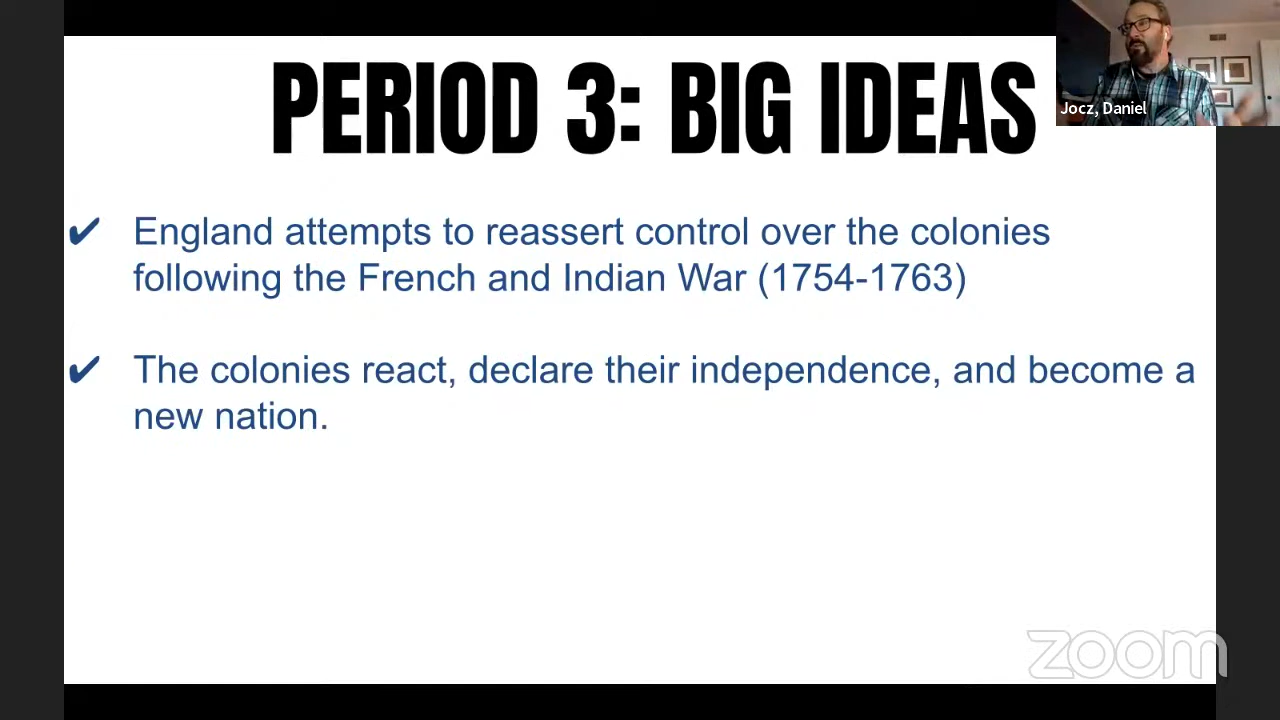 PERIOD 3: BIG IDEAS
Jocz, Daniel
✔ England attempts to reassert control over the colonies
following the French and Indian War (1754-1763)
✔ The colonies react, declare their independence, and become a
new nation.
zoom